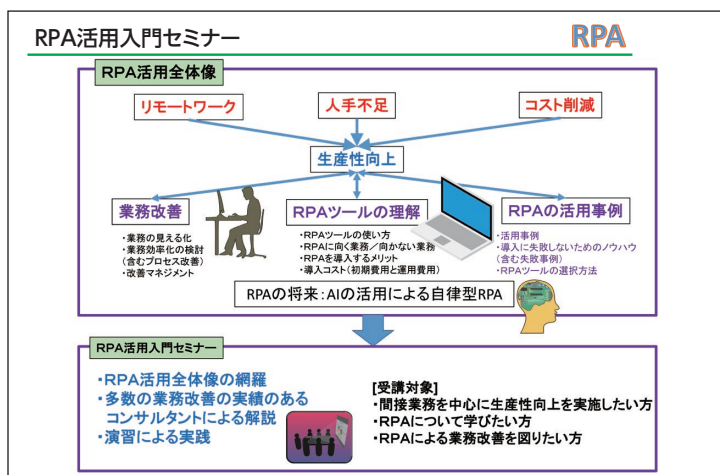 RPA活用入門セミナー
RPA
RPA活用全体像
リモートワーク
人手不足
コスト削減
生産性向上
業務改善
・業務の見える化
・業務効率化の検討
(含むプロセス改善)
・改善マネジメント
RPAツールの理解
・RPAツールの使い方
・RPAに向く業務／向かない業務
・RPAを導入するメリット
・導入コスト(初期費用と運用費用)
RPAの活用事例
・活用事例
・導入に失敗しないためのノウハウ
(含む失敗事例)
・RPAツールの選択方法
RPAの将来：AIの活用による自律型RPA
RPA活用入門セミナー
・RPA活用全体像の網羅
・多数の業務改善の実績のある
コンサルタントによる解説
・演習による実践
[受講対象]
・間接業務を中心に生産性向上を実施したい方
・RPAについて学びたい方
・RPAによる業務改善を図りたい方